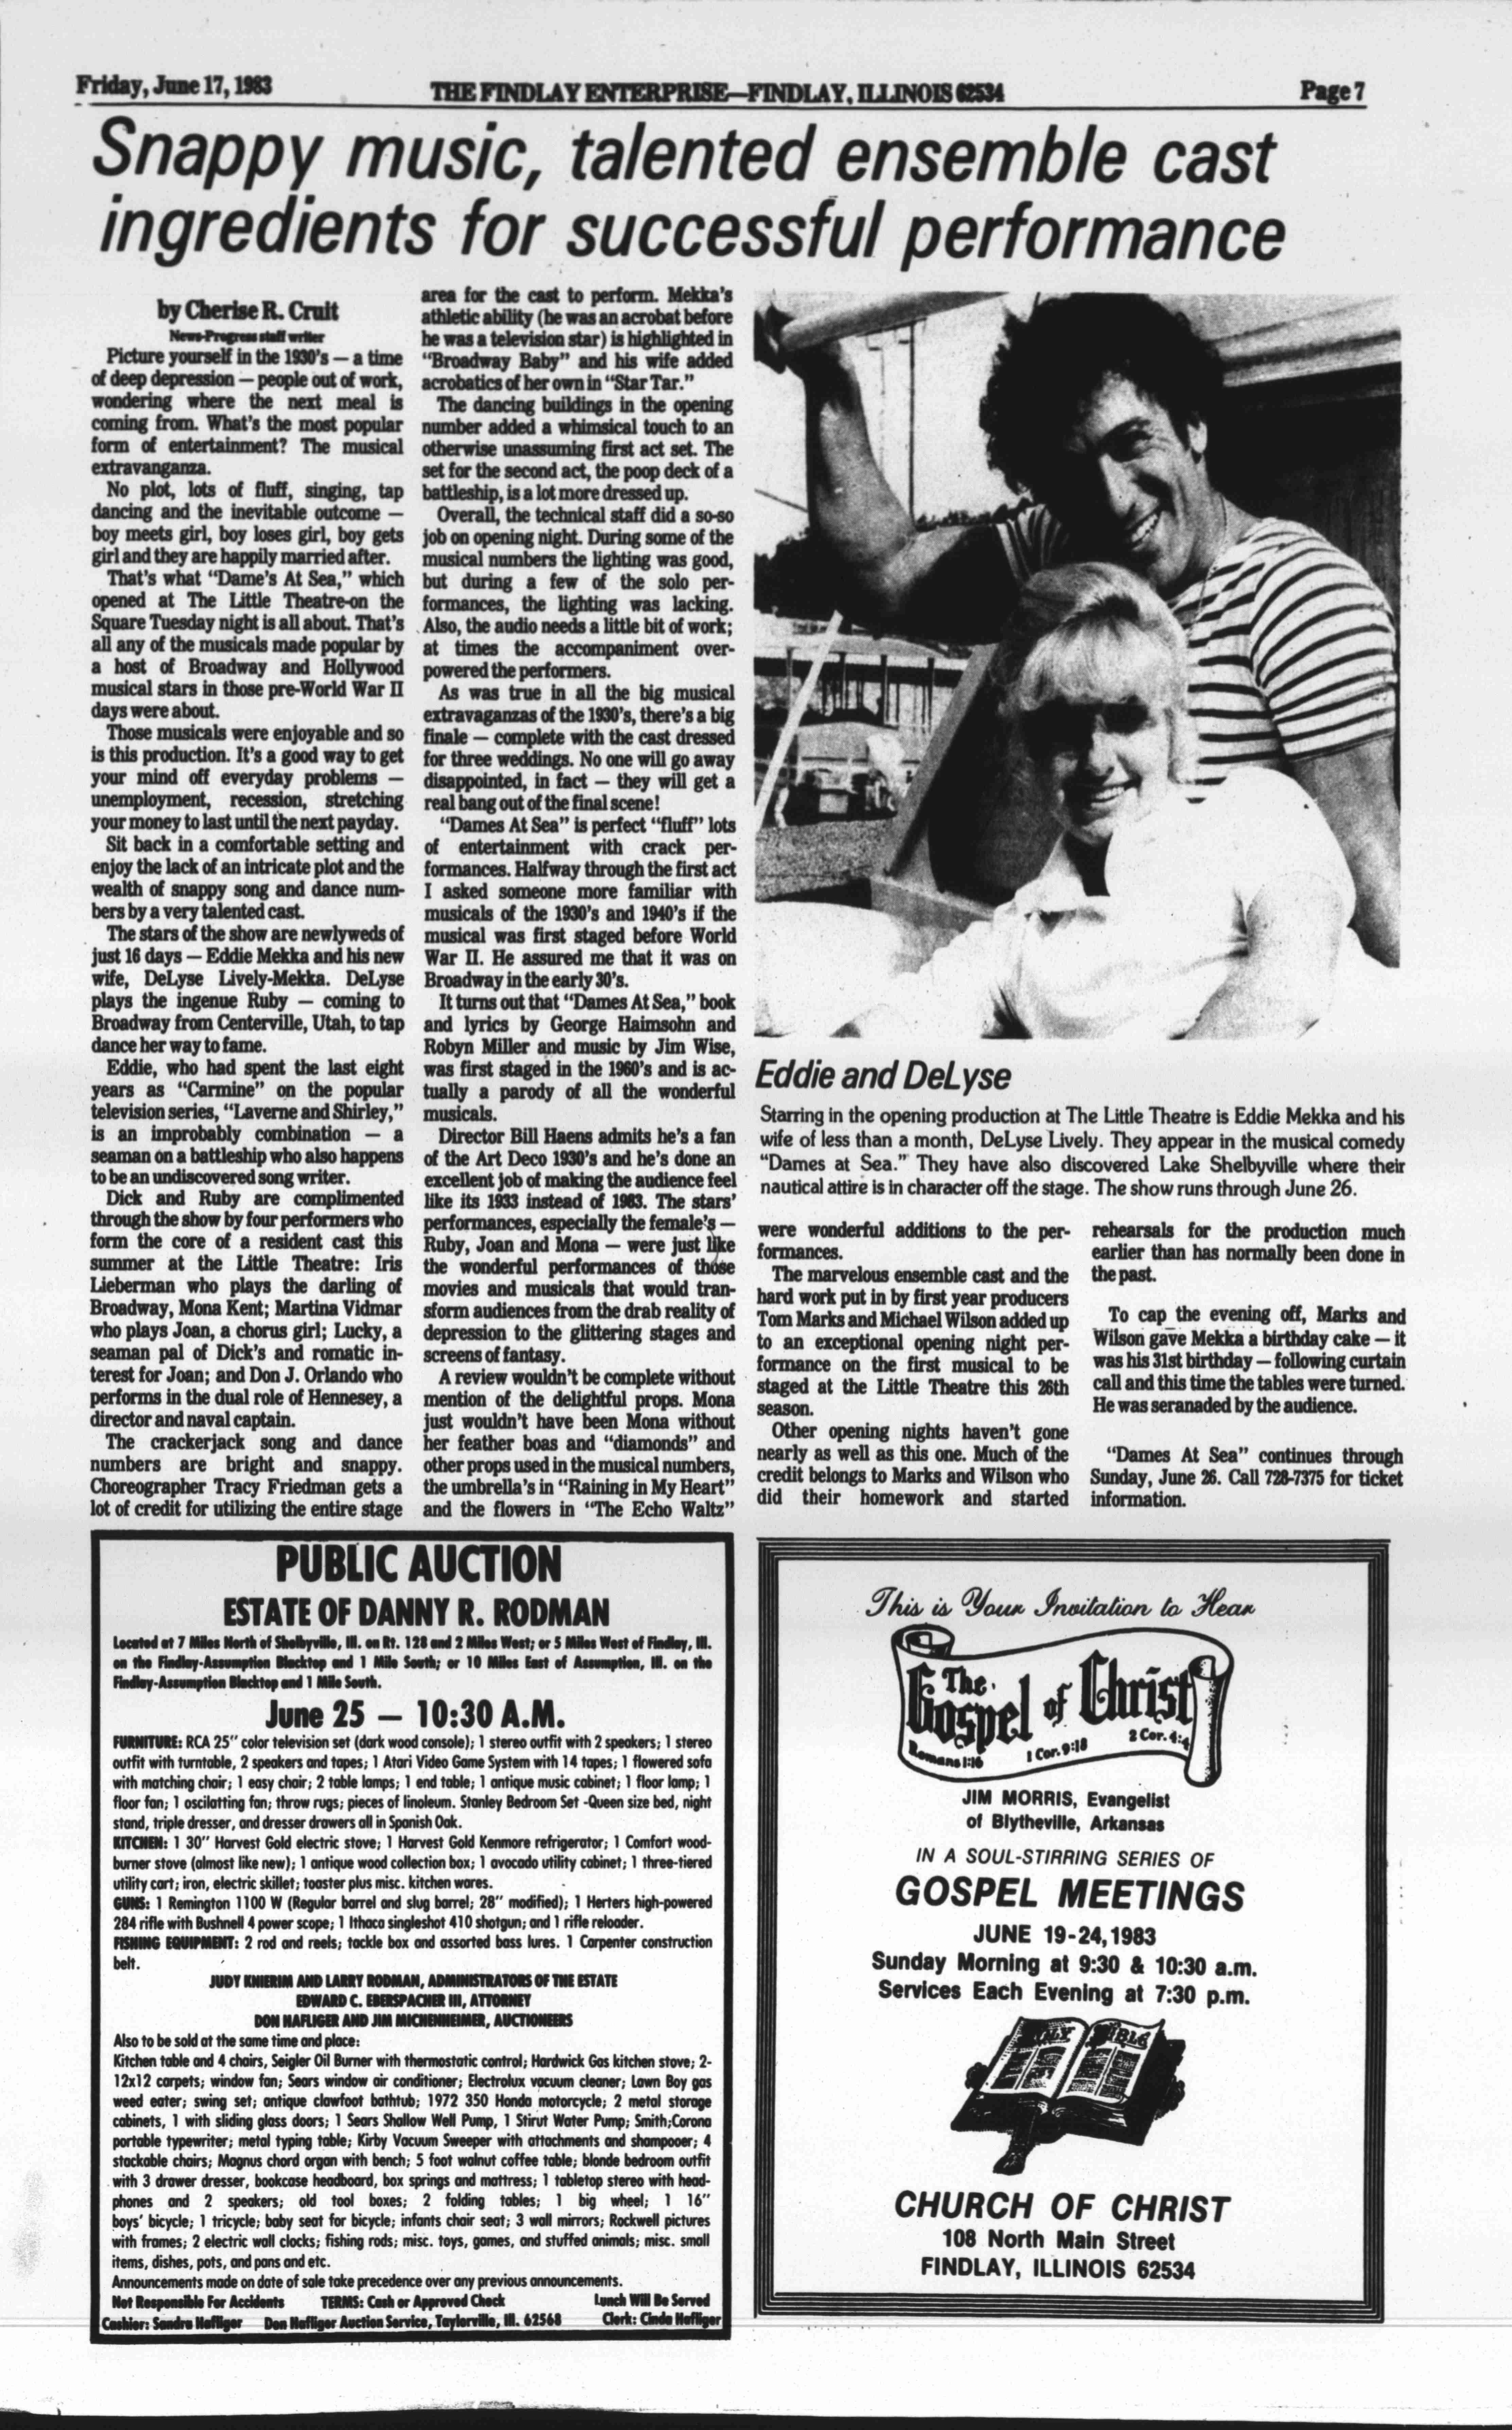 Friday, June 17, 1983
THE FINDLAY ENTERPRISE—FINDLAY, ILLINOIS 62534
Page 7
Snappy music, talented ensemble cast
ingredients for successful performance
by Cherise R. Cruit
News-Progress staff writer
Picture yourself in the 1930's — a time
of deep depression — people out of work,
wondering where the next meal is
coming from. What's the most popular
form of entertainment? The musical
extravanganza.
No plot, lots of fluff, singing, tap
dancing and the inevitable outcome —
boy meets girl, boy loses girl, boy gets
girl and they are happily married after.
That's what "Dame's At Sea," which
opened at The Little Theatre-on the
Square Tuesday night is all about. That's
all any of the musicals made popular by
a host of Broadway and Hollywood
musical stars in those pre-World War II
days were about.
Those musicals were enjoyable and so
is this production. It's a good way to get
your mind off everyday problems —
unemployment, recession, stretching
your money to last until the next payday.
Sit back in a comfortable setting and
enjoy the lack of an intricate plot and the
wealth of snappy song and dance num-
bers by a very talented cast.
The stars of the show are newlyweds of
just 16 days — Eddie Mekka and his new
wife, DeLyse Lively-Mekka. DeLyse
plays the ingenue Ruby — coming to
Broadway from Centerville, Utah, to tap
dance her way to fame.
Eddie, who had spent the last eight
years as "Carmine" on the popular
television series, "Laverne and Shirley,"
is an improbably combination — a
seaman on a battleship who also happens
to be an undiscovered song writer.
Dick and Ruby are complimented
through the show by four performers who
form the core of a resident cast this
summer at the Little Theatre: Iris
Lieberman who plays the darling of
Broadway, Mona Kent; Martina Vidmar
who plays Joan, a chorus girl; Lucky, a
seaman pal of Dick's and romatic in-
terest for Joan; and Don J. Orlando who
performs in the dual role of Hennesey, a
director and naval captain.
The crackerjack song and dance
numbers are bright and snappy.
Choreographer Tracy Friedman gets a
lot of credit for utilizing the entire stage
area for the cast to perform. Mekka's
athletic ability (he was an acrobat before
he was a television star) is highlighted in
"Broadway Baby" and his wife added
acrobatics of her own in "Star Tar."
The dancing buildings in the opening
number added a whimsical touch to an
otherwise unassuming first act set. The
set for the second act, the poop deck of a
battleship, is a lot more dressed up.
Overall, the technical staff did a so-so
job on opening night. During some of the
musical numbers the lighting was good,
but during a few of the solo per-
formances, the lighting was lacking.
Also, the audio needs a little bit of work;
at times the accompaniment over-
powered the performers.
As was true in all the big musical
extravaganzas of the 1930's, there's a big
finale — complete with the cast dressed
for three weddings. No one will go away
disappointed, in fact — they will get a
real bang out of the final scene!
"Dames At Sea" is perfect "fluff" lots
of entertainment with crack per-
formances. Halfway through the first act
I asked someone more familiar with
musicals of the 1930's and 1940's if the
musical was first staged before World
War II. He assured me that it was on
Broadway in the early 30's.
It turns out that "Dames At Sea," book
and lyrics by George Haimsohn and
Robyn Miller and music by Jim Wise,
was first staged in the 1960's and is ac-
tually a parody of all the wonderful
musicals.
Director Bill Haens admits he's a fan
of the Art Deco 1930's and he's done an
excellent job of making the audience feel
like its 1933 instead of 1983. The stars'
performances, especially the female's —
Ruby, Joan and Mona — were just like
the wonderful performances of those
movies and musicals that would tran-
sform audiences from the drab reality of
depression to the glittering stages and
screens of fantasy.
A review wouldn't be complete without
mention of the delightful props. Mona
just wouldn't have been Mona without
her feather boas and "diamonds" and
other props used in the musical numbers,
the umbrella's in "Raining in My Heart"
and the flowers in "The Echo Waltz"
Eddie and DeLyse
Starring in the opening production at The Little Theatre is Eddie Mekka and his
wife of less than a month, DeLyse Lively. They appear in the musical comedy
"Dames at Sea." They have also discovered Lake Shelbyville where their
nautical attire is in character off the stage. The show runs through June 26.
were wonderful additions to the per-
formances.
The marvelous ensemble cast and the
hard work put in by first year producers
Tom Marks and Michael Wilson added up
to an exceptional opening night per-
formance on the first musical to be
staged at the Little Theatre this 26th
season.
Other opening nights haven't gone
nearly as well as this one. Much of the
credit belongs to Marks and Wilson who
did their homework and started
rehearsals for the production much
earlier than has normally been done in
the past.
To cap the evening off, Marks and
Wilson gave Mekka a birthday cake — it
was his 31st birthday — following curtain
call and this time the tables were turned.
He was seranaded by the audience.
"Dames At Sea" continues through
Sunday, June 26. Call 728-7375 for ticket
information.
PUBLIC AUCTION
ESTATE OF DANNY R. RODMAN
Located at 7 Miles North of Shelbyville, Ill. on Rt. 128 and 2 Miles West; or 5 Miles West of Findlay, Ill.
on the Findlay-Assumption Blacktop and 1 Mile South; or 10 Miles East of Assumption, Ill. on the
Findlay-Assumption Blacktop and 1 Mile South.
June 25 — 10:30 A.M.
FURNITURE: RCA 25" color television set (dark wood console); 1 stereo outfit with 2 speakers; 1 stereo
outfit with turntable, 2 speakers and tapes; 1 Atari Video Game System with 14 tapes; 1 flowered sofa
with matching chair; 1 easy chair; 2 table lamps; 1 end table; 1 antique music cabinet; 1 floor lamp; 1
floor fan; 1 oscilatting fan; throw rugs; pieces of linoleum. Stanley Bedroom Set -Queen size bed, night
stand, triple dresser, and dresser drawers all in Spanish Oak.
KITCHEN: 1 30" Harvest Gold electric stove; 1 Harvest Gold Kenmore refrigerator; 1 Comfort wood-
burner stove (almost like new); 1 antique wood collection box; 1 avocado utility cabinet; 1 three-tiered
utility cart; iron, electric skillet; toaster plus misc. kitchen wares.
GUNS: 1 Remington 1100 W (Regular barrel and slug barrel; 28" modified); 1 Herters high-powered
284 rifle with Bushnell 4 power scope; 1 Ithaca singleshot 410 shotgun; and 1 rifle reloader.
FISHING EQUIPMENT: 2 rod and reels; tackle box and assorted bass lures. 1 Carpenter construction
belt.
JUDY KNIERIM AND LARRY RODMAN, ADMINISTRATORS OF THE ESTATE
EDWARD C. EBERSPACHER III, ATTORNEY
DON HAFLIGER AND JIM MICHENHEIMER, AUCTIONEERS
Also to be sold at the same time and place:
Kitchen table and 4 chairs, Seigler Oil Burner with thermostatic control; Hardwick Gas kitchen stove; 2-
12x12 carpets; window fan; Sears window air conditioner; Electrolux vacuum cleaner; Lawn Boy gas
weed eater; swing set; antique clawfoot bathtub; 1972 350 Honda motorcycle; 2 metal storage
cabinets, 1 with sliding glass doors; 1 Sears Shallow Well Pump, 1 Stirut Water Pump; Smith;Corona
portable typewriter; metal typing table; Kirby Vacuum Sweeper with attachments and shampooer; 4
stackable chairs; Magnus chord organ with bench; 5 foot walnut coffee table; blonde bedroom outfit
with 3 drawer dresser, bookcase headboard, box springs and mattress; 1 tabletop stereo with head-
phones and 2 speakers; old tool boxes; 2 folding tables; 1 big wheel; 1 16"
boys' bicycle; 1 tricycle; baby seat for bicycle; infants chair seat; 3 wall mirrors; Rockwell pictures
with frames; 2 electric wall clocks; fishing rods; misc. toys, games, and stuffed animals; misc. small
items, dishes, pots, and pans and etc.
Announcements made on date of sale take precedence over any previous announcements.
Not Responsible For Accidents TERMS: Cash or Approved Check Lunch Will Be Served
Cashier: Sandra Hafliger Don Hafliger Auction Service, Taylorville, Ill. 62568 Clerk: Cinda Hafliger
This is Your Invitation to Hear
The Gospel of Christ
Romans 1:16 1 Cor. 9:18 2 Cor. 4:4
JIM MORRIS, Evangelist
of Blytheville, Arkansas
IN A SOUL-STIRRING SERIES OF
GOSPEL MEETINGS
JUNE 19-24, 1983
Sunday Morning at 9:30 & 10:30 a.m.
Services Each Evening at 7:30 p.m.
HOLY BIBLE
CHURCH OF CHRIST
108 North Main Street
FINDLAY, ILLINOIS 62534